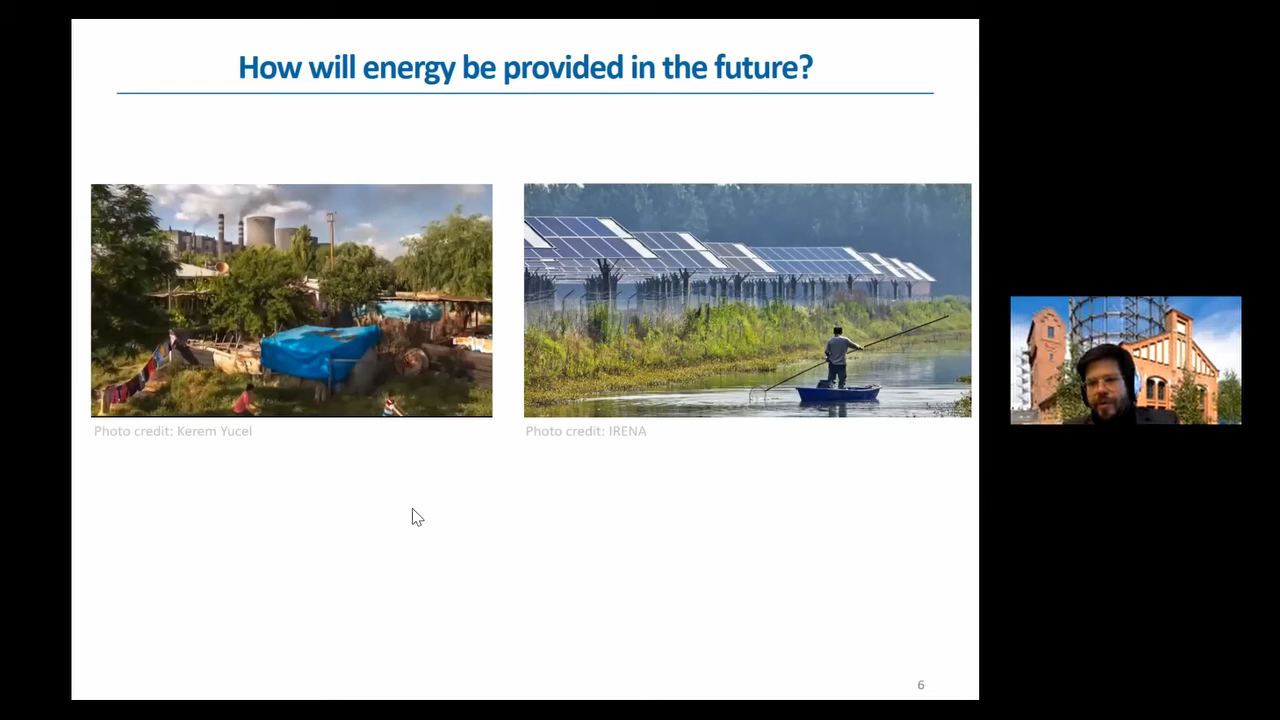 How will energy be provided in the future?
Photo credit: Kerem Yucel
Photo credit: IRENA
6